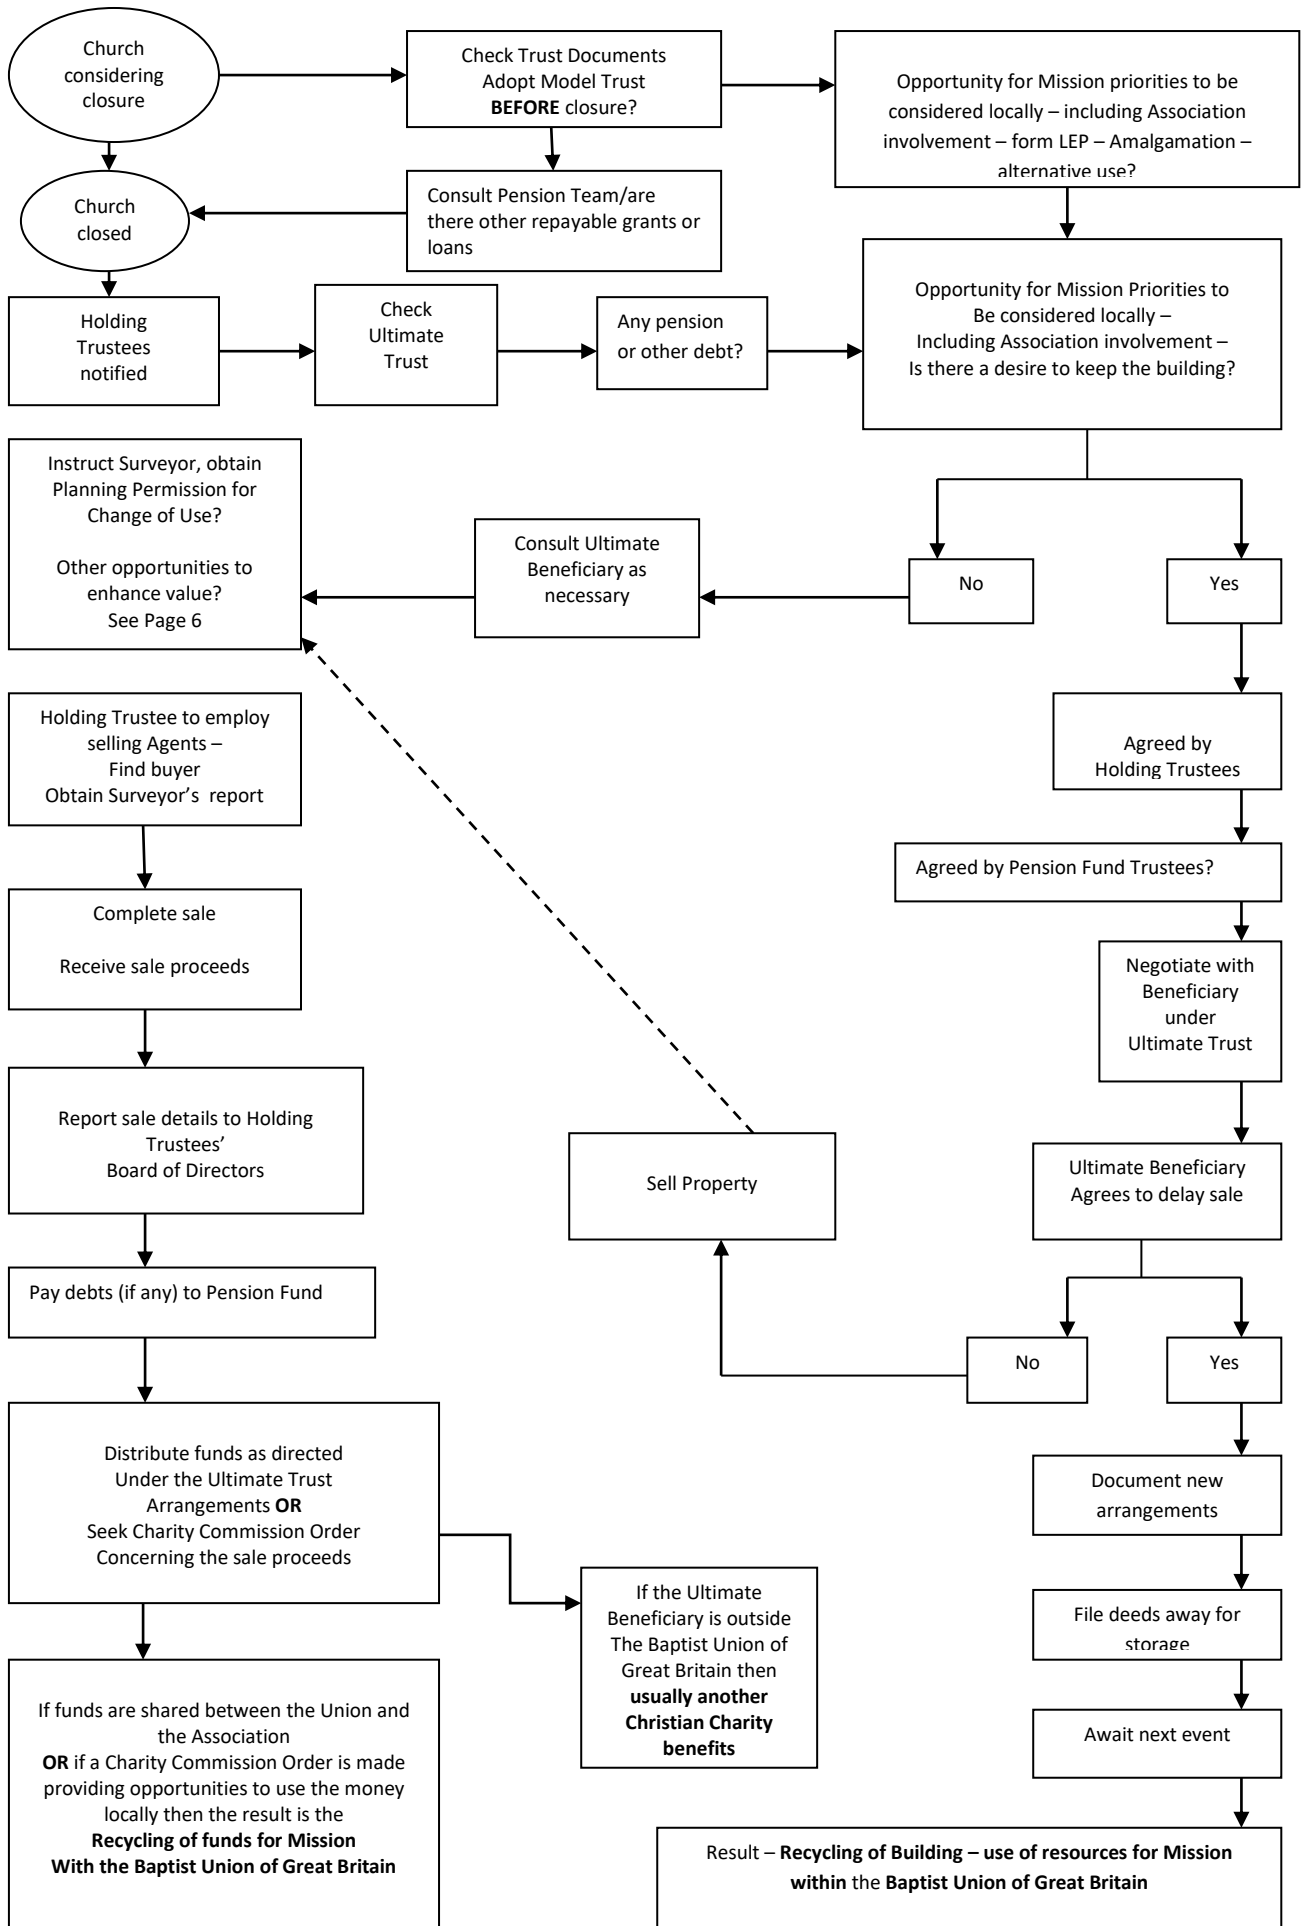 Church
considering
closure
Check Trust Documents
Adopt Model Trust
BEFORE closure?
Opportunity for Mission priorities to be
considered locally – including Association
involvement – form LEP – Amalgamation –
alternative use?
Church
closed
Consult Pension Team/are
there other repayable grants or
loans
Holding
Trustees
notified
Check
Ultimate
Trust
Any pension
or other debt?
Opportunity for Mission Priorities to
Be considered locally –
Including Association involvement –
Is there a desire to keep the building?
Instruct Surveyor, obtain
Planning Permission for
Change of Use?
Other opportunities to
enhance value?
See Page 6
Consult Ultimate
Beneficiary as
necessary
No
Yes
Holding Trustee to employ
selling Agents –
Find buyer
Obtain Surveyor’s  report
Agreed by
Holding Trustees
Agreed by Pension Fund Trustees?
Complete sale
Receive sale proceeds
Negotiate with
Beneficiary
under
Ultimate Trust
Report sale details to Holding
Trustees’
Board of Directors
Sell Property
Ultimate Beneficiary
Agrees to delay sale
Pay debts (if any) to Pension Fund
No
Yes
Distribute funds as directed
Under the Ultimate Trust
Arrangements OR
Seek Charity Commission Order
Concerning the sale proceeds
Document new
arrangements
If the Ultimate
Beneficiary is outside
The Baptist Union of
Great Britain then
usually another
Christian Charity
benefits
File deeds away for
storage
If funds are shared between the Union and
the Association
OR if a Charity Commission Order is made
providing opportunities to use the money
locally then the result is the
Recycling of funds for Mission
With the Baptist Union of Great Britain
Await next event
Result – Recycling of Building – use of resources for Mission
within the Baptist Union of Great Britain